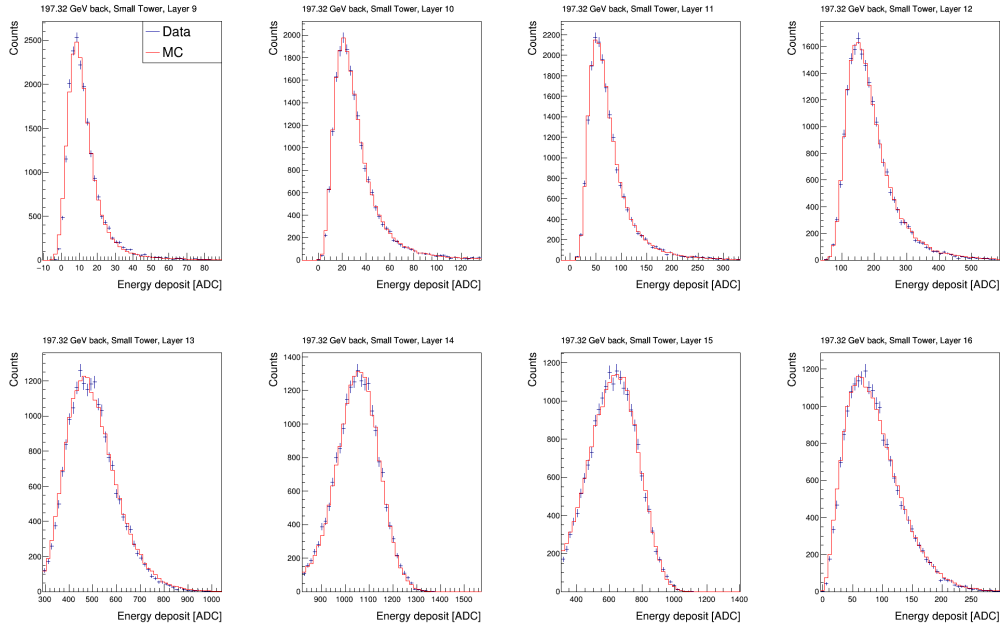 197.32 GeV back, Small Tower, Layer 9
Counts
Data
MC
2500
2000
1500
1000
500
0
−10 0 10 20 30 40 50 60 70 80
Energy deposit [ADC]
197.32 GeV back, Small Tower, Layer 10
Counts
2000
1800
1600
1400
1200
1000
800
600
400
200
0
0 20 40 60 80 100 120
Energy deposit [ADC]
197.32 GeV back, Small Tower, Layer 11
Counts
2200
2000
1800
1600
1400
1200
1000
800
600
400
200
0
0 50 100 150 200 250 300
Energy deposit [ADC]
197.32 GeV back, Small Tower, Layer 12
Counts
1600
1400
1200
1000
800
600
400
200
0
100 200 300 400 500
Energy deposit [ADC]
197.32 GeV back, Small Tower, Layer 13
Counts
1200
1000
800
600
400
200
0
300 400 500 600 700 800 900 1000
Energy deposit [ADC]
197.32 GeV back, Small Tower, Layer 14
Counts
1400
1200
1000
800
600
400
200
0
900 1000 1100 1200 1300 1400 1500
Energy deposit [ADC]
197.32 GeV back, Small Tower, Layer 15
Counts
1200
1000
800
600
400
200
0
400 600 800 1000 1200 1400
Energy deposit [ADC]
197.32 GeV back, Small Tower, Layer 16
Counts
1200
1000
800
600
400
200
0
0 50 100 150 200 250
Energy deposit [ADC]